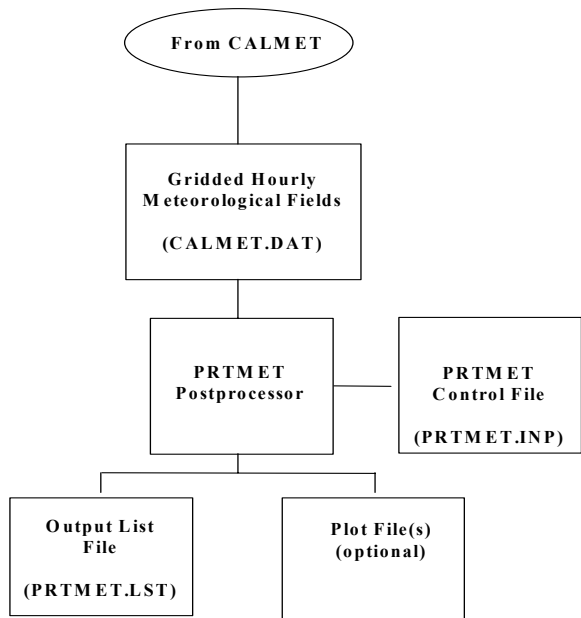 From CALMET
Gridded Hourly
Meteorological Fields
(CALMET.DAT)
PRTMET
Postprocessor
PRTMET
Control File
(PRTMET.INP)
Output List
File
(PRTMET.LST)
Plot File(s)
(optional)